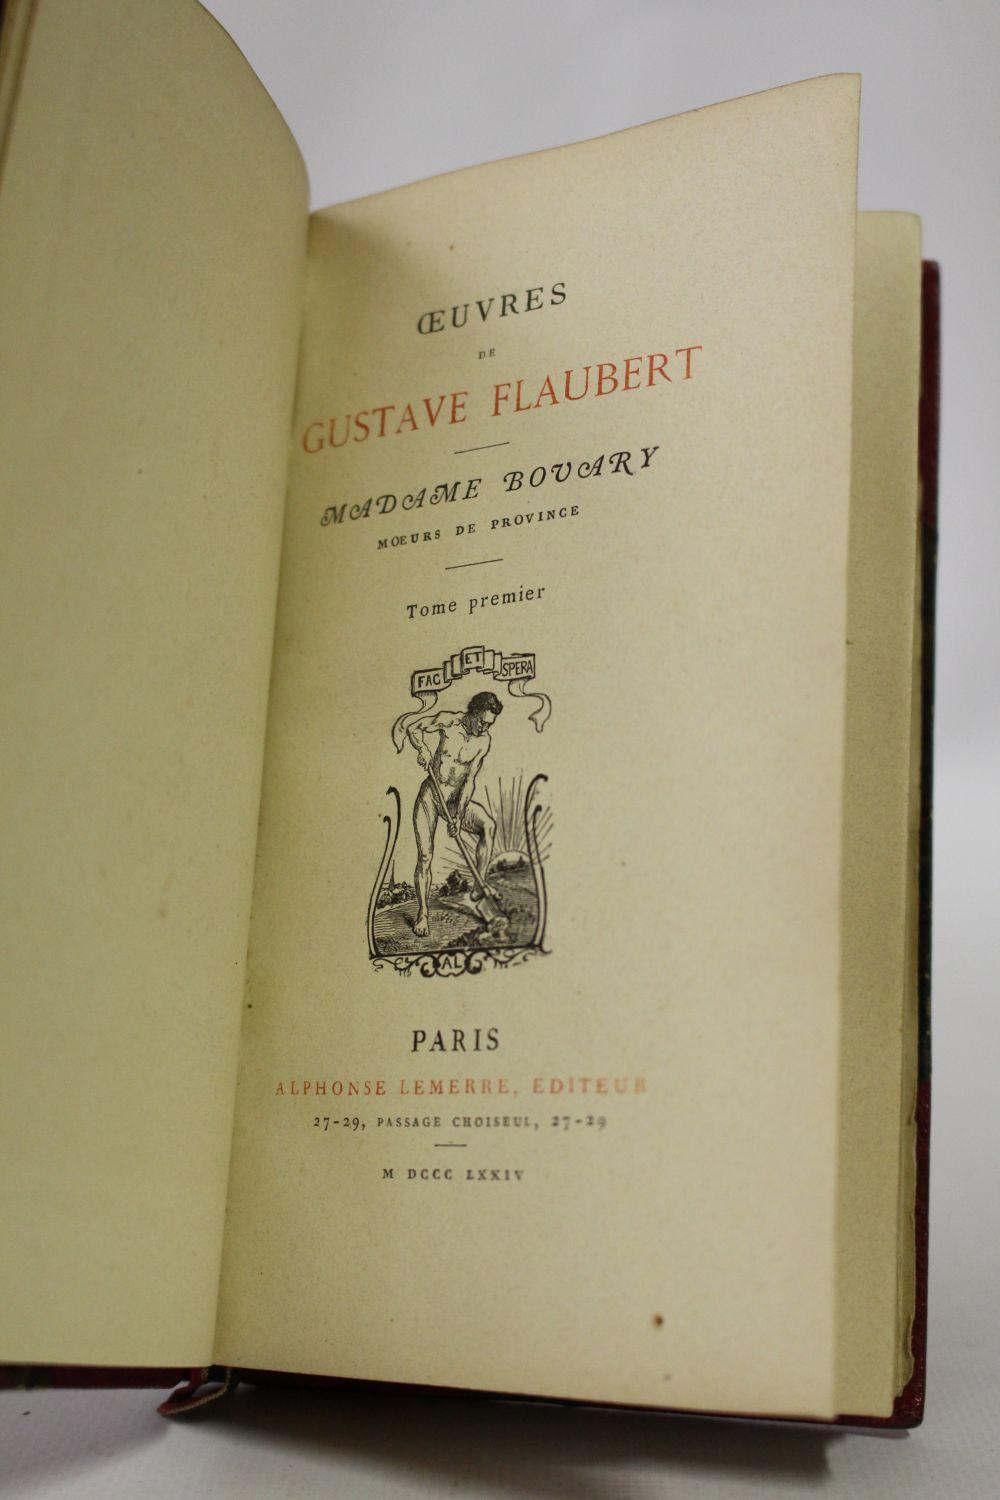 ŒUVRES
DE
GUSTAVE FLAUBERT
MADAME BOVARY
MOEURS DE PROVINCE
Tome premier
FAC ET SPERA
AL
PARIS
ALPHONSE LEMERRE, EDITEUR
27-29, PASSAGE CHOISEUL, 27-29
M DCCC LXXIV